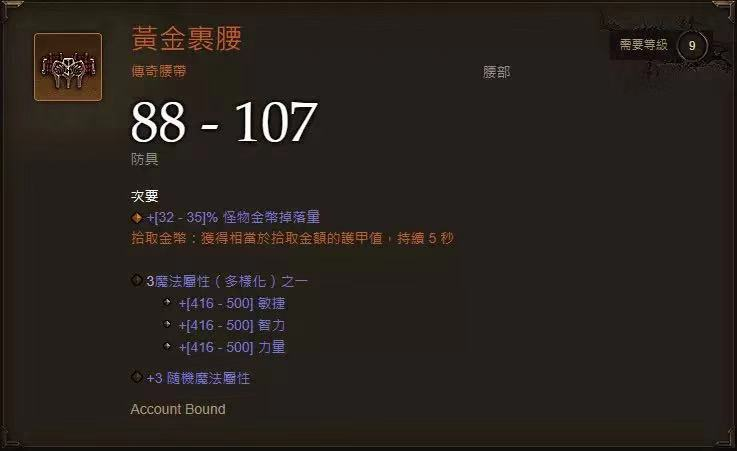 黃金裹腰
需要等級 9
傳奇腰帶
腰部
88 - 107
防具
次要
+[32 - 35]% 怪物金幣掉落量
拾取金幣：獲得相當於拾取金額的護甲值，持續 5 秒
3魔法屬性（多樣化）之一
+[416 - 500] 敏捷
+[416 - 500] 智力
+[416 - 500] 力量
+3 隨機魔法屬性
Account Bound